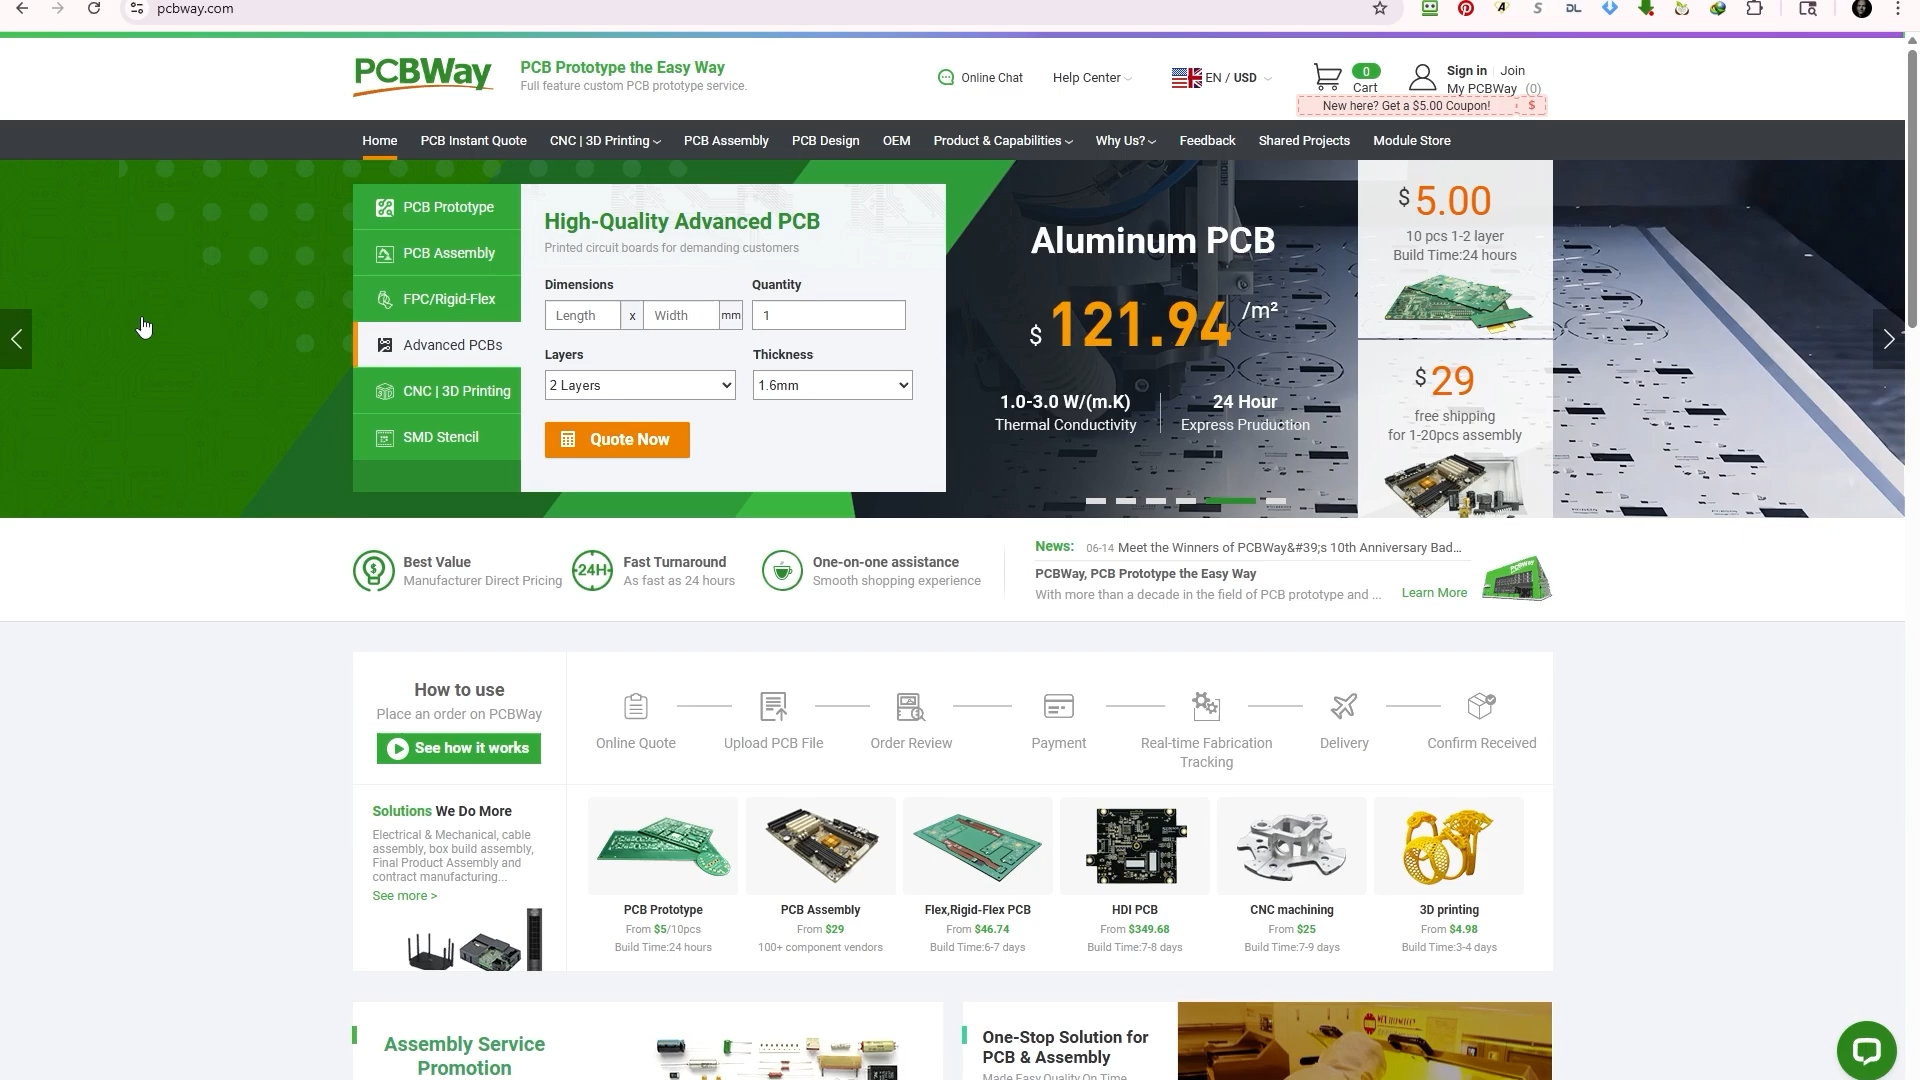 pcbway.com
PCBWay
PCB Prototype the Easy Way
Full feature custom PCB prototype service.
Online Chat
Help Center
EN / USD
0
Cart
Sign in
Join
My PCBWay (0)
New here? Get a $5.00 Coupon!
$
Home
PCB Instant Quote
CNC | 3D Printing
PCB Assembly
PCB Design
OEM
Product & Capabilities
Why Us?
Feedback
Shared Projects
Module Store
PCB Prototype
PCB Assembly
FPC/Rigid-Flex
Advanced PCBs
CNC | 3D Printing
SMD Stencil
High-Quality Advanced PCB
Printed circuit boards for demanding customers
Dimensions
Quantity
Length x Width mm
1
Layers
Thickness
2 Layers
1.6mm
Quote Now
Aluminum PCB
$ 121.94 /m²
1.0-3.0 W/(m.K)
Thermal Conductivity
24 Hour
Express Pruduction
$ 5.00
10 pcs 1-2 layer
Build Time:24 hours
$ 29
free shipping
for 1-20pcs assembly
Best Value
Manufacturer Direct Pricing
24H
Fast Turnaround
As fast as 24 hours
One-on-one assistance
Smooth shopping experience
News: 06-14 Meet the Winners of PCBWay&#39;s 10th Anniversary Bad...
PCBWay, PCB Prototype the Easy Way
With more than a decade in the field of PCB prototype and ...
Learn More
How to use
Place an order on PCBWay
See how it works
Online Quote
Upload PCB File
Order Review
Payment
Real-time Fabrication
Tracking
Delivery
Confirm Received
Solutions We Do More
Electrical & Mechanical, cable
assembly, box build assembly,
Final Product Assembly and
contract manufacturing...
See more >
PCB Prototype
From $5/10pcs
Build Time:24 hours
PCB Assembly
From $29
100+ component vendors
Flex,Rigid-Flex PCB
From $46.74
Build Time:6-7 days
HDI PCB
From $349.68
Build Time:7-8 days
CNC machining
From $25
Build Time:7-9 days
3D printing
From $4.98
Build Time:3-4 days
Assembly Service
Promotion
One-Stop Solution for
PCB & Assembly
Made Easy Quality On Time